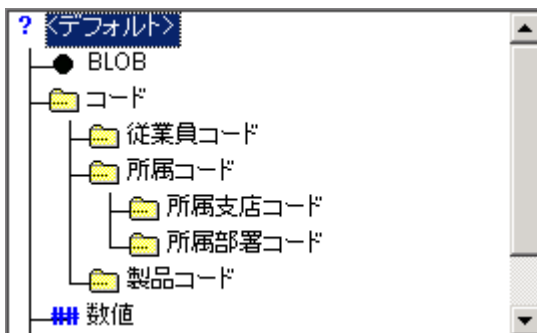 <デフォルト>
BLOB
コード
従業員コード
所属コード
所属支店コード
所属部署コード
製品コード
数値